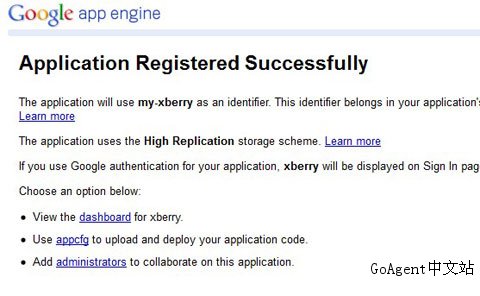 Google app engine
Application Registered Successfully
The application will use my-xberry as an identifier. This identifier belongs in your application's
Learn more
The application uses the High Replication storage scheme. Learn more
If you use Google authentication for your application, xberry will be displayed on Sign In pag
Choose an option below:
• View the dashboard for xberry.
• Use appcfg to upload and deploy your application code.
• Add administrators to collaborate on this application.
GoAgent中文站